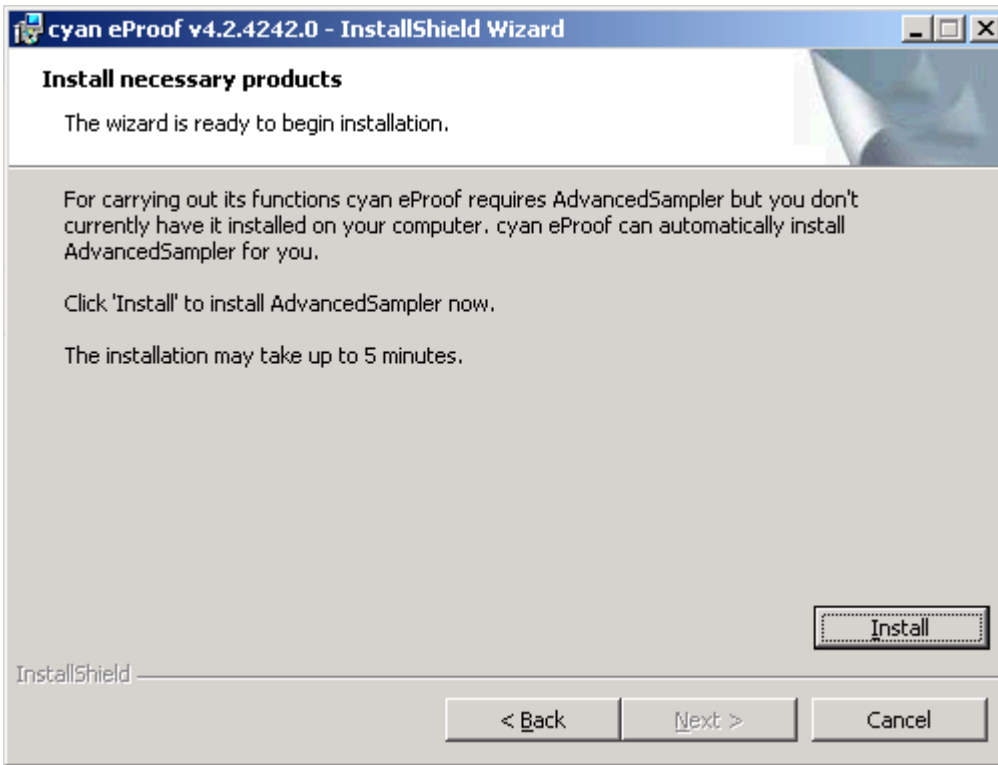 cyan eProof v4.2.4242.0 - InstallShield Wizard
Install necessary products
The wizard is ready to begin installation.
For carrying out its functions cyan eProof requires AdvancedSampler but you don't
currently have it installed on your computer. cyan eProof can automatically install
AdvancedSampler for you.
Click 'Install' to install AdvancedSampler now.
The installation may take up to 5 minutes.
Install
InstallShield
< Back
Next >
Cancel